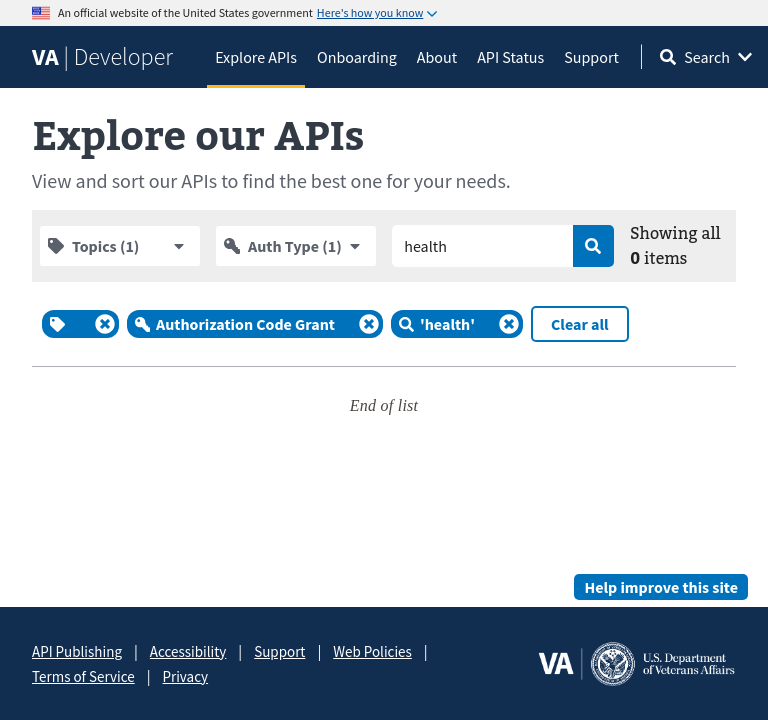 An official website of the United States government Here's how you know
VA | Developer
Explore APIs
Onboarding
About
API Status
Support
Search
Explore our APIs
View and sort our APIs to find the best one for your needs.
Topics (1)
Auth Type (1)
health
Showing all
0 items
Authorization Code Grant
'health'
Clear all
End of list
Help improve this site
API Publishing | Accessibility | Support | Web Policies |
Terms of Service | Privacy
VA
U.S. Department
of Veterans Affairs